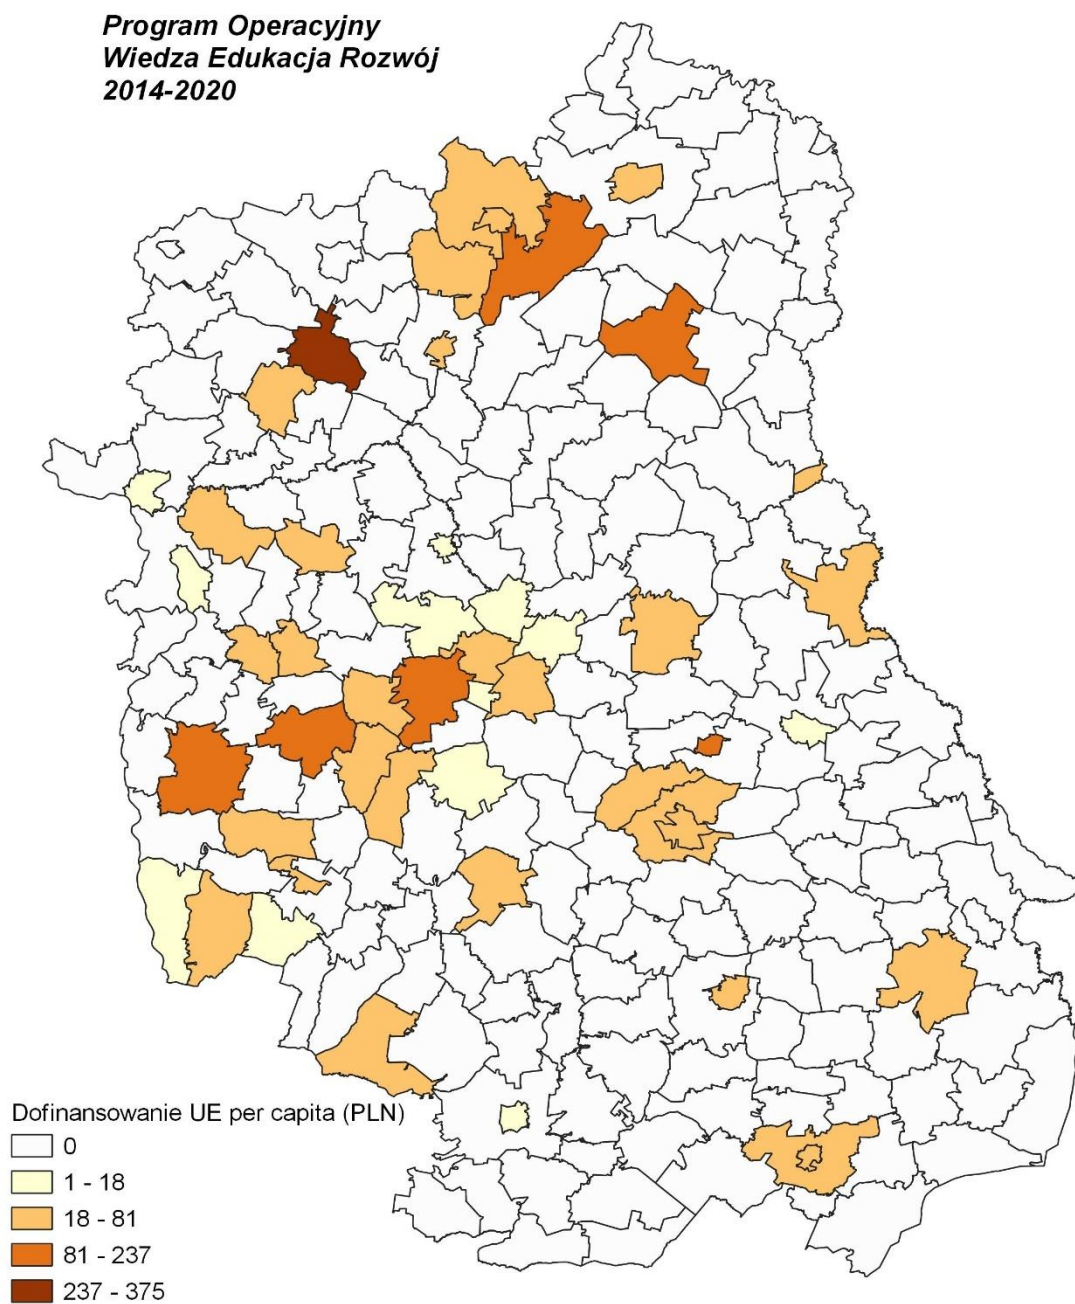 Program Operacyjny
Wiedza Edukacja Rozwój
2014-2020
Dofinansowanie UE per capita (PLN)
0
1 - 18
18 - 81
81 - 237
237 - 375